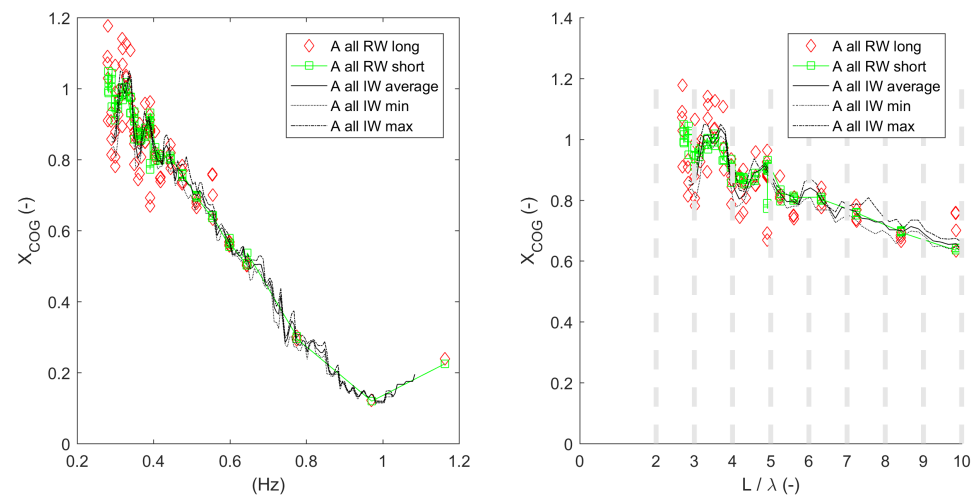 1.2
1
0.8
0.6
0.4
0.2
0
X_COG (-)
0.2 0.4 0.6 0.8 1 1.2
(Hz)
A all RW long
A all RW short
A all IW average
A all IW min
A all IW max
1.4
1.2
1
0.8
0.6
0.4
0.2
0
X_COG (-)
0 2 3 4 5 6 7 8 9 10
L / λ (-)
A all RW long
A all RW short
A all IW average
A all IW min
A all IW max